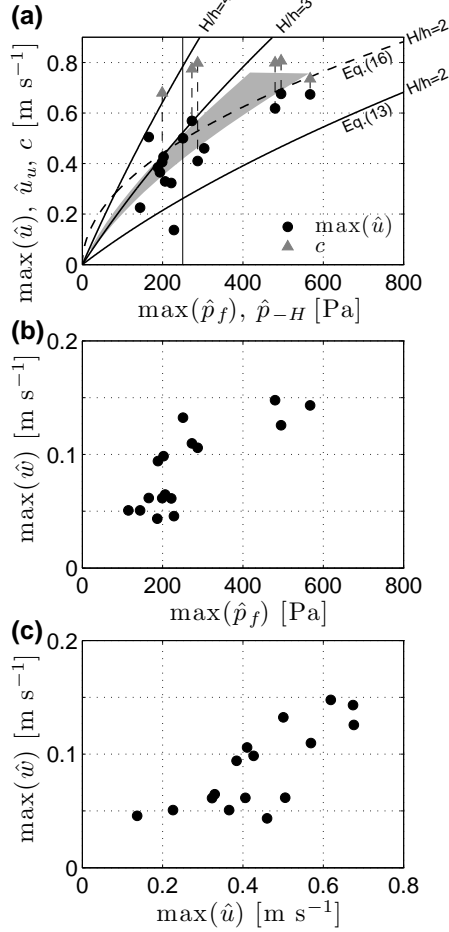 (a)
H/h=4
H/h=3
H/h=2
Eq.(16)
H/h=2
Eq.(13)
max(û), û_u, c [m s⁻¹]
0.8
0.6
0.4
0.2
0
max(û)
c
0 200 400 600 800
max(p̂_f), p̂_{−H} [Pa]
(b)
max(ŵ) [m s⁻¹]
0.2
0.1
0
0 200 400 600 800
max(p̂_f) [Pa]
(c)
max(ŵ) [m s⁻¹]
0.2
0.1
0
0 0.2 0.4 0.6 0.8
max(û) [m s⁻¹]